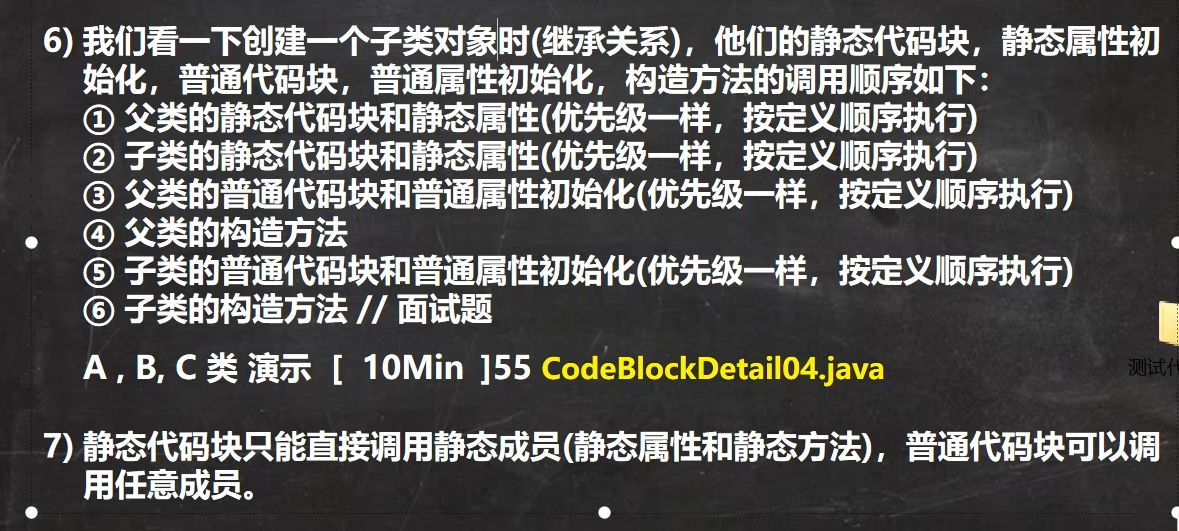 6) 我们看一下创建一个子类对象时(继承关系)，他们的静态代码块，静态属性初
始化，普通代码块，普通属性初始化，构造方法的调用顺序如下：
① 父类的静态代码块和静态属性(优先级一样，按定义顺序执行)
② 子类的静态代码块和静态属性(优先级一样，按定义顺序执行)
③ 父类的普通代码块和普通属性初始化(优先级一样，按定义顺序执行)
④ 父类的构造方法
⑤ 子类的普通代码块和普通属性初始化(优先级一样，按定义顺序执行)
⑥ 子类的构造方法 // 面试题
A , B, C 类 演示 [ 10Min ]55 CodeBlockDetail04.java
测试代
7) 静态代码块只能直接调用静态成员(静态属性和静态方法)，普通代码块可以调
用任意成员。